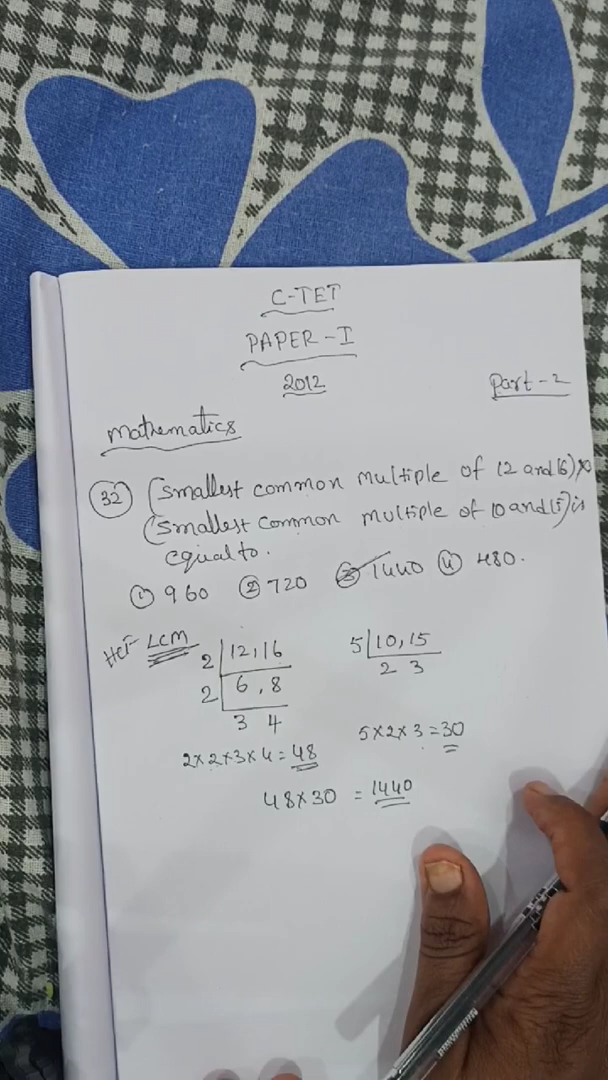 C-TET
PAPER-I
2012
Part-2
Mathematics
32 (Smallest common multiple of 12 and 16) X
(Smallest common multiple of 10 and 15) is
equal to.
① 960 ② 720 ③ 1440 ④ 480.
HCF LCM
2 | 12, 16
2 | 6, 8
3 4
2x2x3x4=48
5 | 10, 15
2 3
5x2x3=30
48x30 = 1440